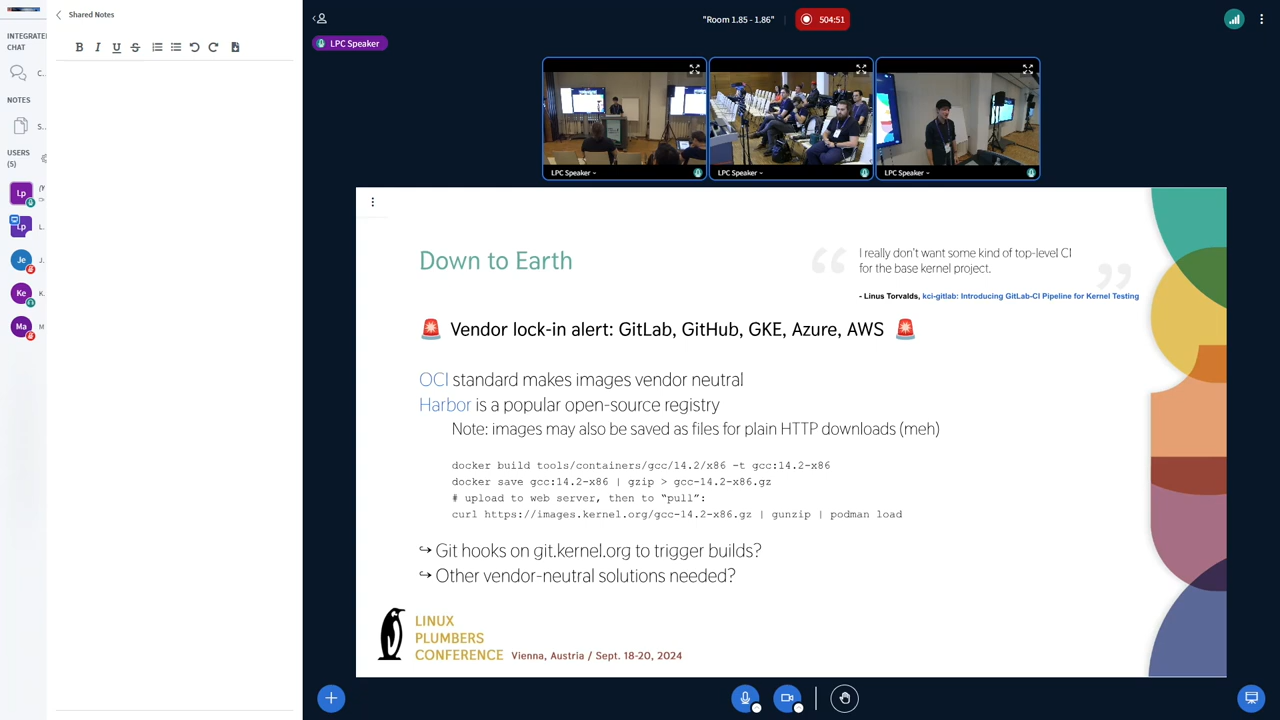 Shared Notes
INTEGRATE
CHAT
C..
NOTES
S...
USERS
(5)
Lp
Lp
L.
Je
J.
Ke
K.
Ma
M
"Room 1.85 - 1.86"
504:51
LPC Speaker
LPC Speaker
LPC Speaker
LPC Speaker
Down to Earth
I really don't want some kind of top-level CI
for the base kernel project.
- Linus Torvalds, kci-gitlab: Introducing GitLab-CI Pipeline for Kernel Testing
Vendor lock-in alert: GitLab, GitHub, GKE, Azure, AWS
OCI standard makes images vendor neutral
Harbor is a popular open-source registry
Note: images may also be saved as files for plain HTTP downloads (meh)
docker build tools/containers/gcc/14.2/x86 -t gcc:14.2-x86
docker save gcc:14.2-x86 | gzip > gcc-14.2-x86.gz
# upload to web server, then to “pull”:
curl https://images.kernel.org/gcc-14.2-x86.gz | gunzip | podman load
↪ Git hooks on git.kernel.org to trigger builds?
↪ Other vendor-neutral solutions needed?
LINUX
PLUMBERS
CONFERENCE Vienna, Austria / Sept. 18-20, 2024